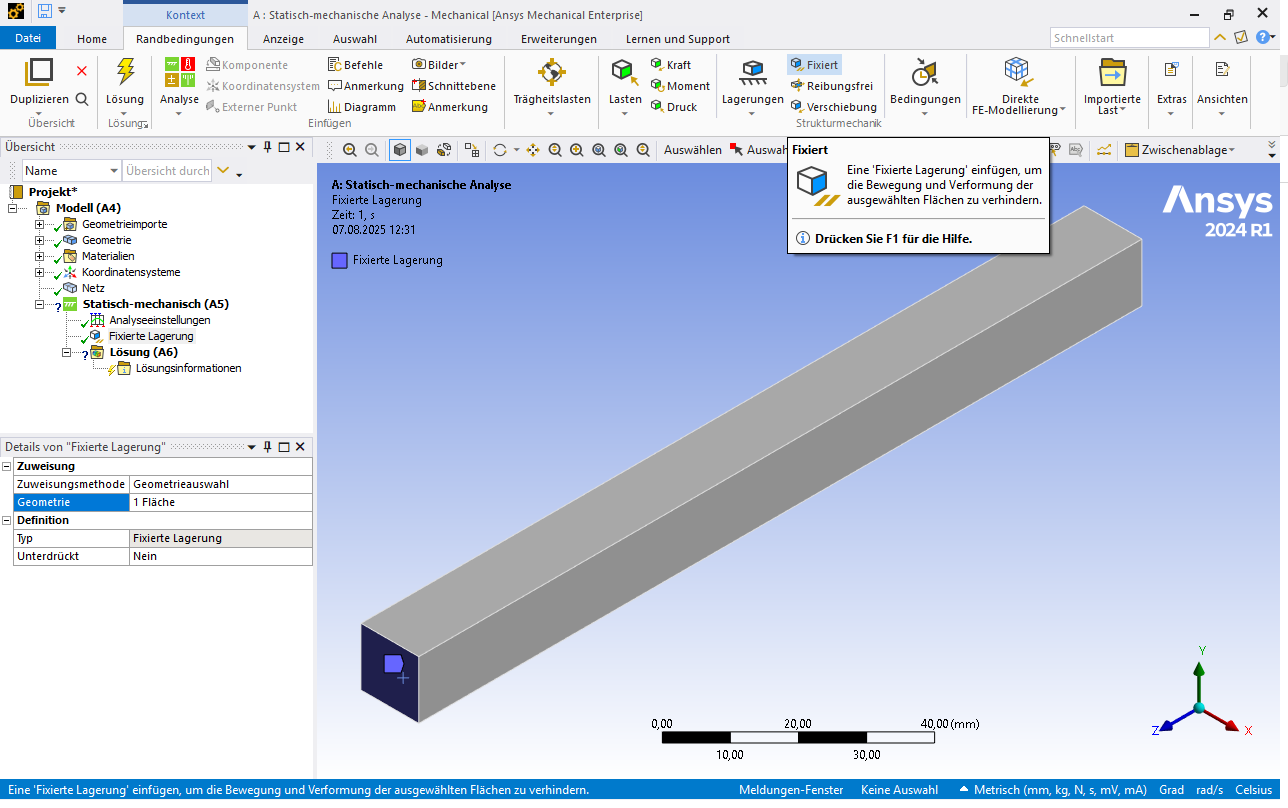 Kontext
A : Statisch-mechanische Analyse - Mechanical [Ansys Mechanical Enterprise]
Datei
Home
Randbedingungen
Anzeige
Auswahl
Automatisierung
Erweiterungen
Lernen und Support
Schnellstart
Duplizieren
Übersicht
Lösung
Lösung
Analyse
Komponente
Koordinatensystem
Externer Punkt
Befehle
Anmerkung
Diagramm
Bilder
Schnittebene
Anmerkung
Einfügen
Trägheitslasten
Lasten
Kraft
Moment
Druck
Lagerungen
Fixiert
Reibungsfrei
Verschiebung
Bedingungen
Direkte
FE-Modellierung
Strukturmechanik
Importierte
Last
Extras
Ansichten
Übersicht
Name
Übersicht durch
Auswählen
Zwischenablage
Projekt*
Modell (A4)
Geometrieimporte
Geometrie
Materialien
Koordinatensysteme
Netz
Statisch-mechanisch (A5)
Analyseeinstellungen
Fixierte Lagerung
Lösung (A6)
Lösungsinformationen
Details von "Fixierte Lagerung"
Zuweisung
Zuweisungsmethode Geometrieauswahl
Geometrie 1 Fläche
Definition
Typ Fixierte Lagerung
Unterdrückt Nein
A: Statisch-mechanische Analyse
Fixierte Lagerung
Zeit: 1, s
07.08.2025 12:31
Fixierte Lagerung
Fixiert
Eine 'Fixierte Lagerung' einfügen, um
die Bewegung und Verformung der
ausgewählten Flächen zu verhindern.
Drücken Sie F1 für die Hilfe.
Ansys
2024 R1
0,00 20,00 40,00 (mm)
10,00 30,00
Y
Z
X
Eine 'Fixierte Lagerung' einfügen, um die Bewegung und Verformung der ausgewählten Flächen zu verhindern.
Meldungen-Fenster
Keine Auswahl
Metrisch (mm, kg, N, s, mV, mA)
Grad
rad/s
Celsius